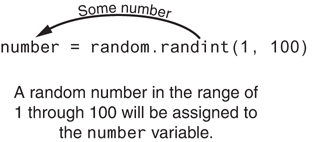 Some number
number = random.randint(1, 100)
A random number in the range of
1 through 100 will be assigned to
the number variable.